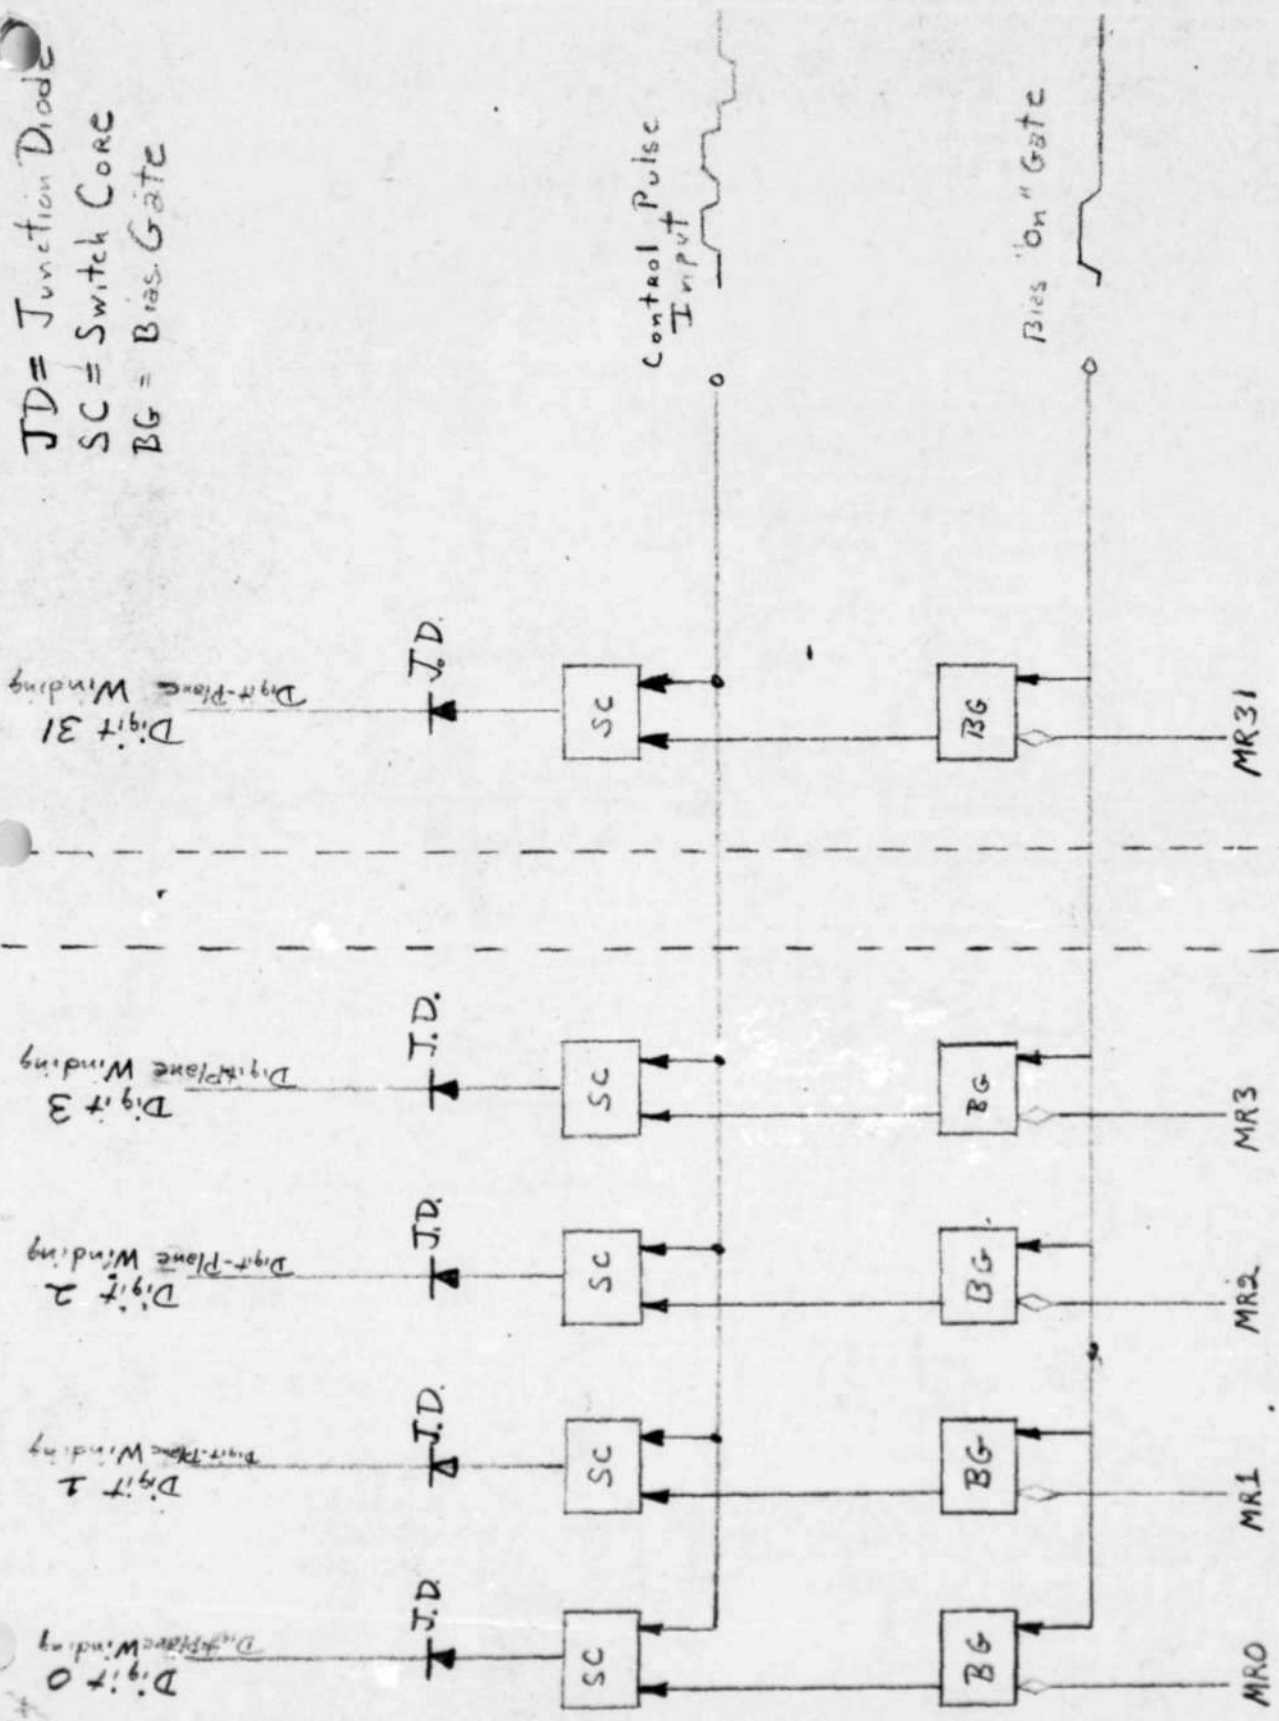 JD = Junction Diode
SC = Switch Core
BG = Bias Gate
Digit 0
Digit-Plane Winding
Digit 1
Digit-Plane Winding
Digit 2
Digit-Plane Winding
Digit 3
Digit Plane Winding
Digit 31
Digit-Plane Winding
J.D.
J.D.
J.D.
J.D.
J.D.
SC
SC
SC
SC
SC
Control Pulse
Input
BG
BG
BG
BG
BG
Bias "On" Gate
MR0
MR1
MR2
MR3
MR31